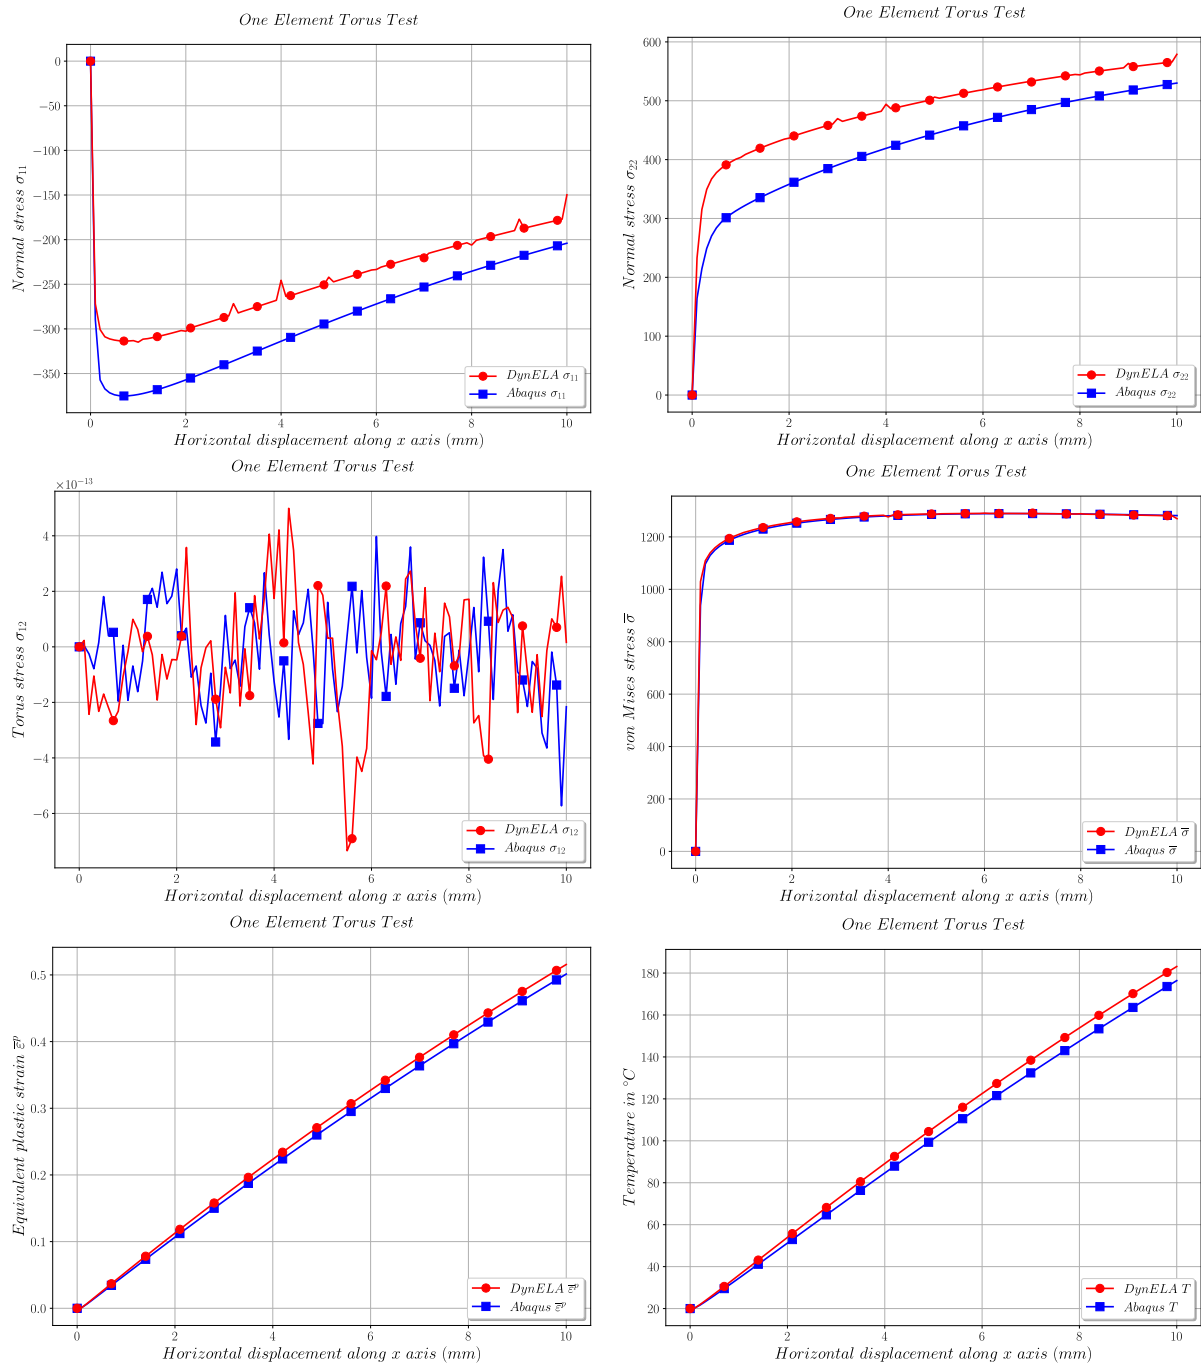 One Element Torus Test
Normal stress σ11
0
−50
−100
−150
−200
−250
−300
−350
DynELA σ11
Abaqus σ11
0 2 4 6 8 10
Horizontal displacement along x axis (mm)
One Element Torus Test
Normal stress σ22
600
500
400
300
200
100
0
DynELA σ22
Abaqus σ22
0 2 4 6 8 10
Horizontal displacement along x axis (mm)
One Element Torus Test
×10−13
Torus stress σ12
4
2
0
−2
−4
−6
DynELA σ12
Abaqus σ12
0 2 4 6 8 10
Horizontal displacement along x axis (mm)
One Element Torus Test
von Mises stress σ̅
1200
1000
800
600
400
200
0
DynELA σ̅
Abaqus σ̅
0 2 4 6 8 10
Horizontal displacement along x axis (mm)
One Element Torus Test
Equivalent plastic strain ε̅p
0.5
0.4
0.3
0.2
0.1
0.0
DynELA ε̅p
Abaqus ε̅p
0 2 4 6 8 10
Horizontal displacement along x axis (mm)
One Element Torus Test
Temperature in °C
180
160
140
120
100
80
60
40
20
DynELA T
Abaqus T
0 2 4 6 8 10
Horizontal displacement along x axis (mm)